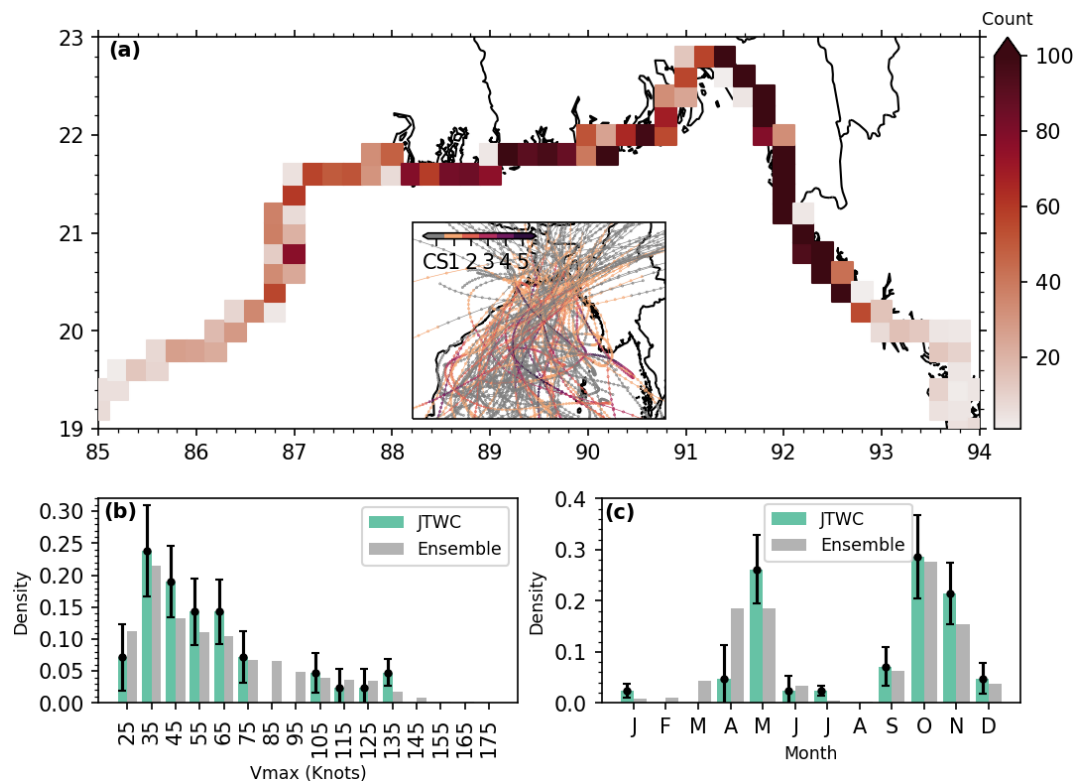 Count
(a)
23
22
21
20
19
85 86 87 88 89 90 91 92 93 94
100
80
60
40
20
CS1 2 3 4 5
(b)
JTWC
Ensemble
Density
0.30
0.25
0.20
0.15
0.10
0.05
0.00
25 35 45 55 65 75 85 95 105 115 125 135 145 155 165 175
Vmax (Knots)
(c)
JTWC
Ensemble
Density
0.4
0.3
0.2
0.1
0.0
J F M A M J J A S O N D
Month